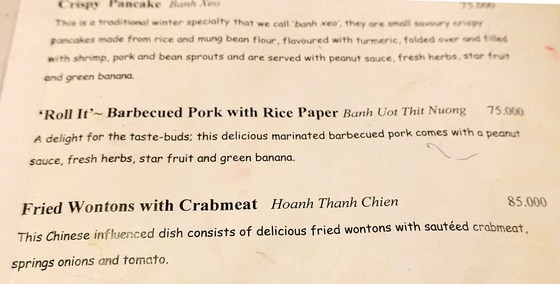 Crispy Pancake Banh Xeo 75.000
This is a traditional winter specialty that we call 'banh xeo', they are small savoury crispy
pancakes made from rice and mung bean flour, flavoured with turmeric, folded over and filled
with shrimp, pork and bean sprouts and are served with peanut sauce, fresh herbs, star fruit
and green banana.
'Roll It'~ Barbecued Pork with Rice Paper Banh Uot Thit Nuong 75.000
A delight for the taste-buds; this delicious marinated barbecued pork comes with a peanut
sauce, fresh herbs, star fruit and green banana.
Fried Wontons with Crabmeat Hoanh Thanh Chien 85.000
This Chinese influenced dish consists of delicious fried wontons with sautéed crabmeat,
springs onions and tomato.